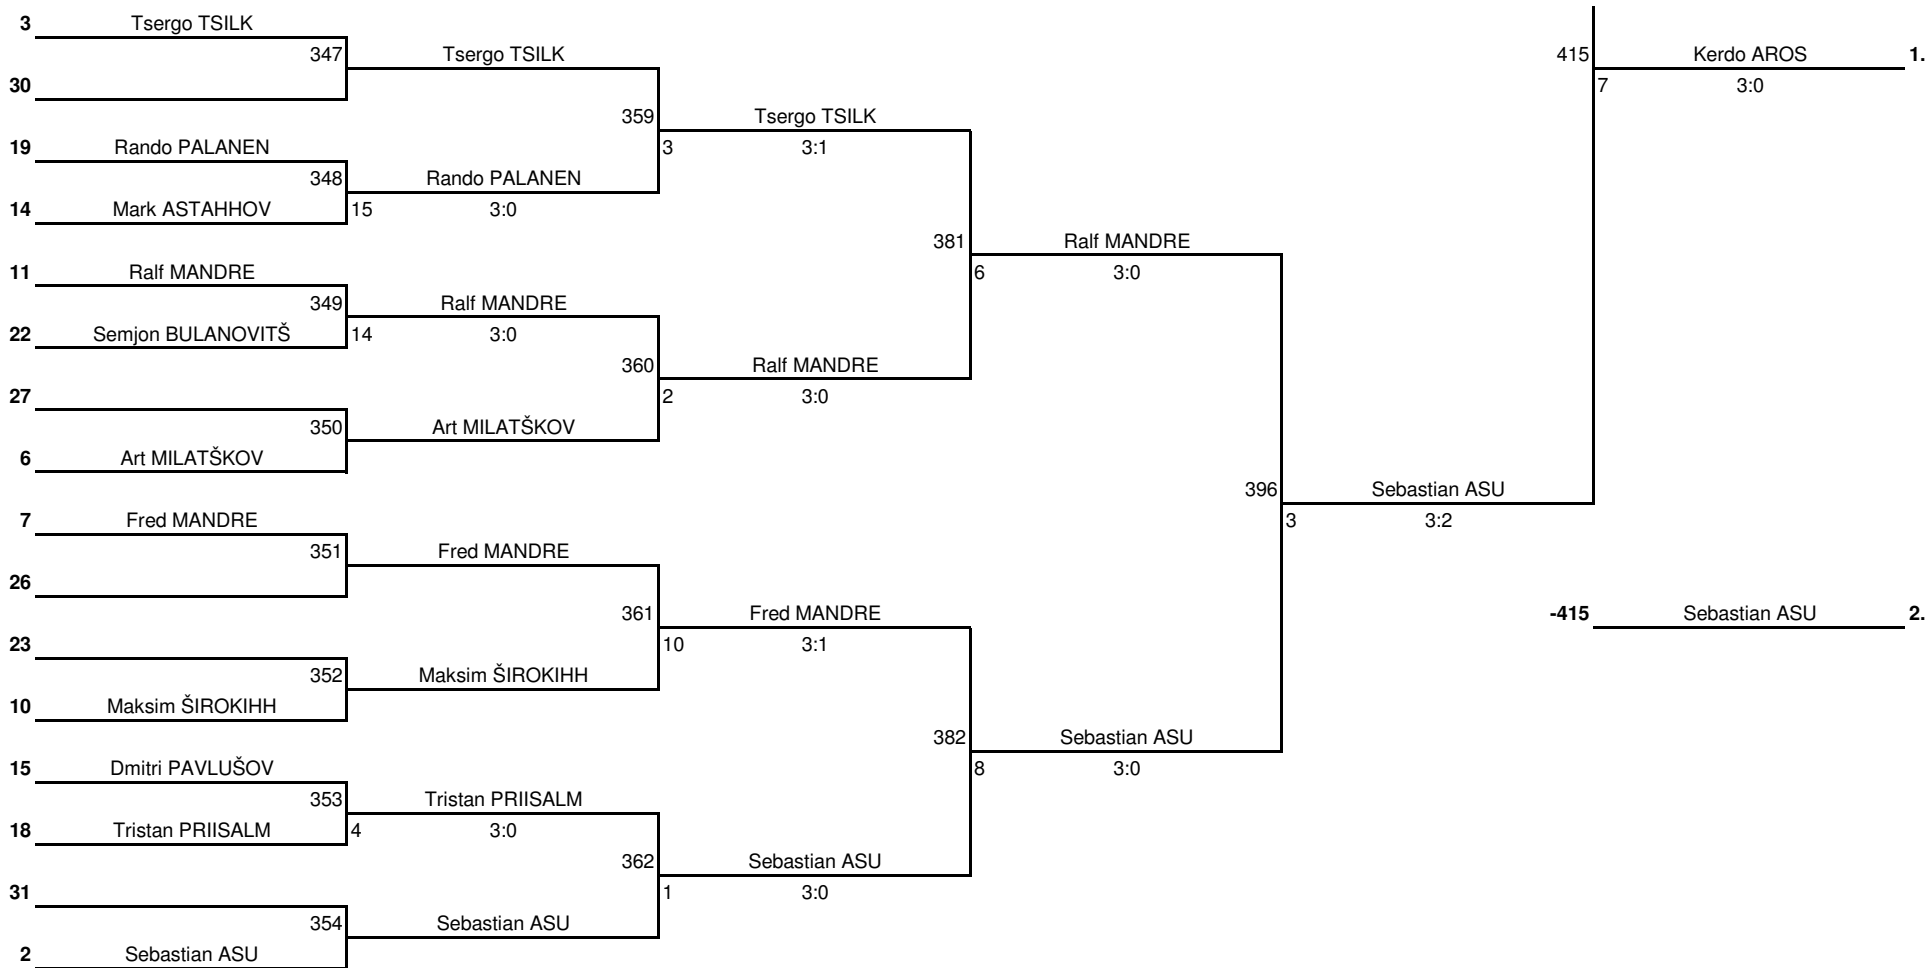 3 Tsergo TSILK
347 Tsergo TSILK 415 Kerdo AROS 1.
30 7 3:0
359 Tsergo TSILK
19 Rando PALANEN 3 3:1
348 Rando PALANEN
14 Mark ASTAHHOV 15 3:0
381 Ralf MANDRE
11 Ralf MANDRE 6 3:0
349 Ralf MANDRE
22 Semjon BULANOVITŠ 14 3:0
360 Ralf MANDRE
27 2 3:0
350 Art MILATŠKOV
6 Art MILATŠKOV
396 Sebastian ASU
7 Fred MANDRE 3 3:2
351 Fred MANDRE
26
361 Fred MANDRE -415 Sebastian ASU 2.
23 10 3:1
352 Maksim ŠIROKIHH
10 Maksim ŠIROKIHH
382 Sebastian ASU
15 Dmitri PAVLUŠOV 8 3:0
353 Tristan PRIISALM
18 Tristan PRIISALM 4 3:0
362 Sebastian ASU
31 1 3:0
354 Sebastian ASU
2 Sebastian ASU